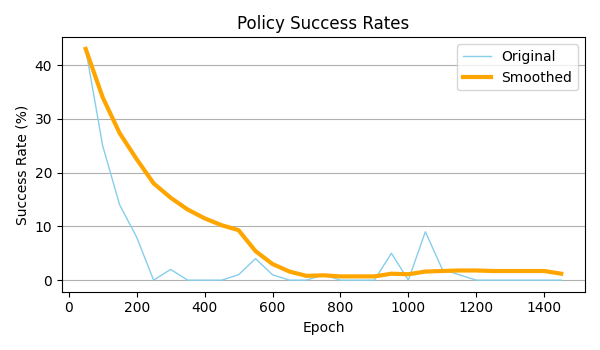 Policy Success Rates
Original
Smoothed
Success Rate (%)
40
30
20
10
0
0 200 400 600 800 1000 1200 1400
Epoch